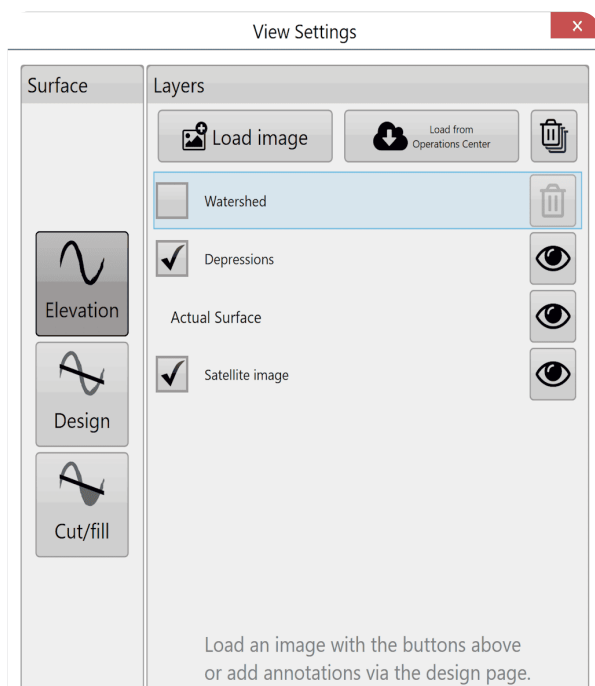 View Settings
x
Surface
Layers
Load image
Load from
Operations Center
Watershed
Depressions
Elevation
Actual Surface
Satellite image
Design
Cut/fill
Load an image with the buttons above
or add annotations via the design page.